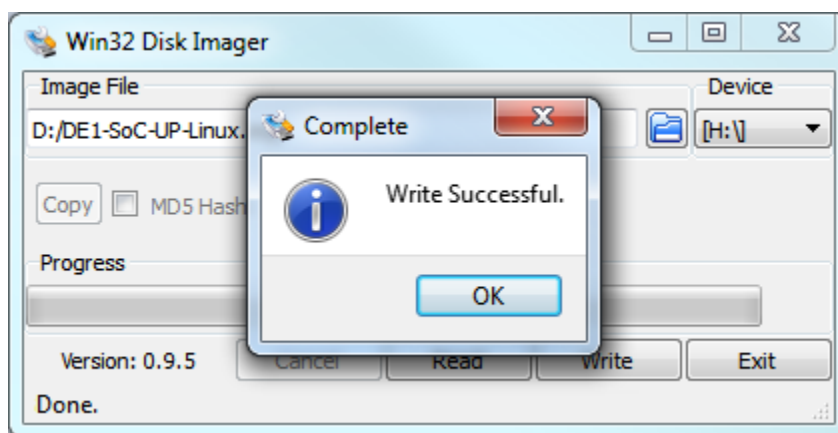 Win32 Disk Imager
Image File
Device
D:/DE1-SoC-UP-Linux.
[H:\]
Complete
Write Successful.
OK
Copy
MD5 Hash
Progress
Version: 0.9.5
Cancel
Read
Write
Exit
Done.